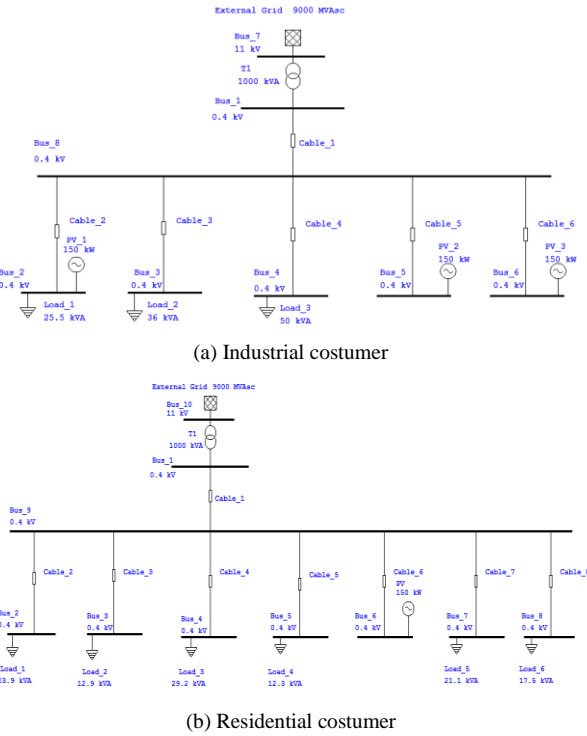 External Grid 9000 MVAsc
Bus_7
11 kV
T1
1000 kVA
Bus_1
0.4 kV
Cable_1
Bus_8
0.4 kV
Cable_2 Cable_3 Cable_4 Cable_5 Cable_6
PV_1 PV_2 PV_3
150 kW 150 kW 150 kW
Bus_2 Bus_3 Bus_4 Bus_5 Bus_6
0.4 kV 0.4 kV 0.4 kV 0.4 kV 0.4 kV
Load_1 Load_2 Load_3
25.5 kVA 36 kVA 50 kVA
(a) Industrial costumer
External Grid 9000 MVAsc
Bus_10
11 kV
T1
1000 kVA
Bus_1
0.4 kV
Cable_1
Bus_9
0.4 kV
Cable_2 Cable_3 Cable_4 Cable_5 Cable_6 Cable_7 Cable_
PV
150 kW
Bus_2 Bus_3 Bus_4 Bus_5 Bus_6 Bus_7 Bus_8
0.4 kV 0.4 kV 0.4 kV 0.4 kV 0.4 kV 0.4 kV 0.4 kV
Load_1 Load_2 Load_3 Load_4 Load_5 Load_6
3.9 kVA 12.9 kVA 29.2 kVA 12.3 kVA 21.1 kVA 17.5 kVA
(b) Residential costumer